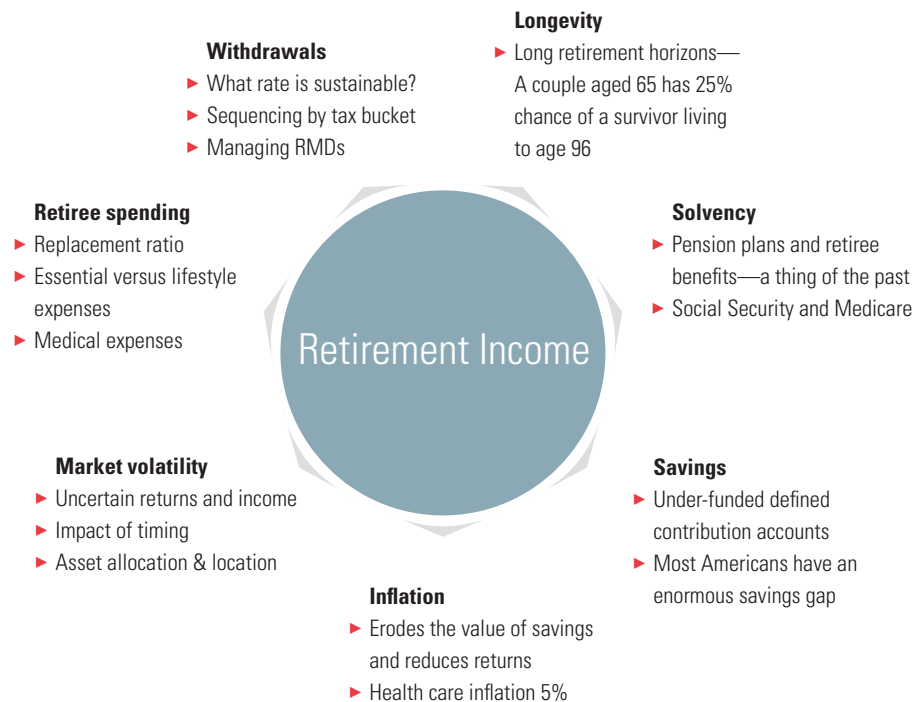 Longevity
► Long retirement horizons—
A couple aged 65 has 25%
chance of a survivor living
to age 96
Withdrawals
► What rate is sustainable?
► Sequencing by tax bucket
► Managing RMDs
Retiree spending
► Replacement ratio
► Essential versus lifestyle
expenses
► Medical expenses
Solvency
► Pension plans and retiree
benefits—a thing of the past
► Social Security and Medicare
Retirement Income
Market volatility
► Uncertain returns and income
► Impact of timing
► Asset allocation & location
Savings
► Under-funded defined
contribution accounts
► Most Americans have an
enormous savings gap
Inflation
► Erodes the value of savings
and reduces returns
► Health care inflation 5%